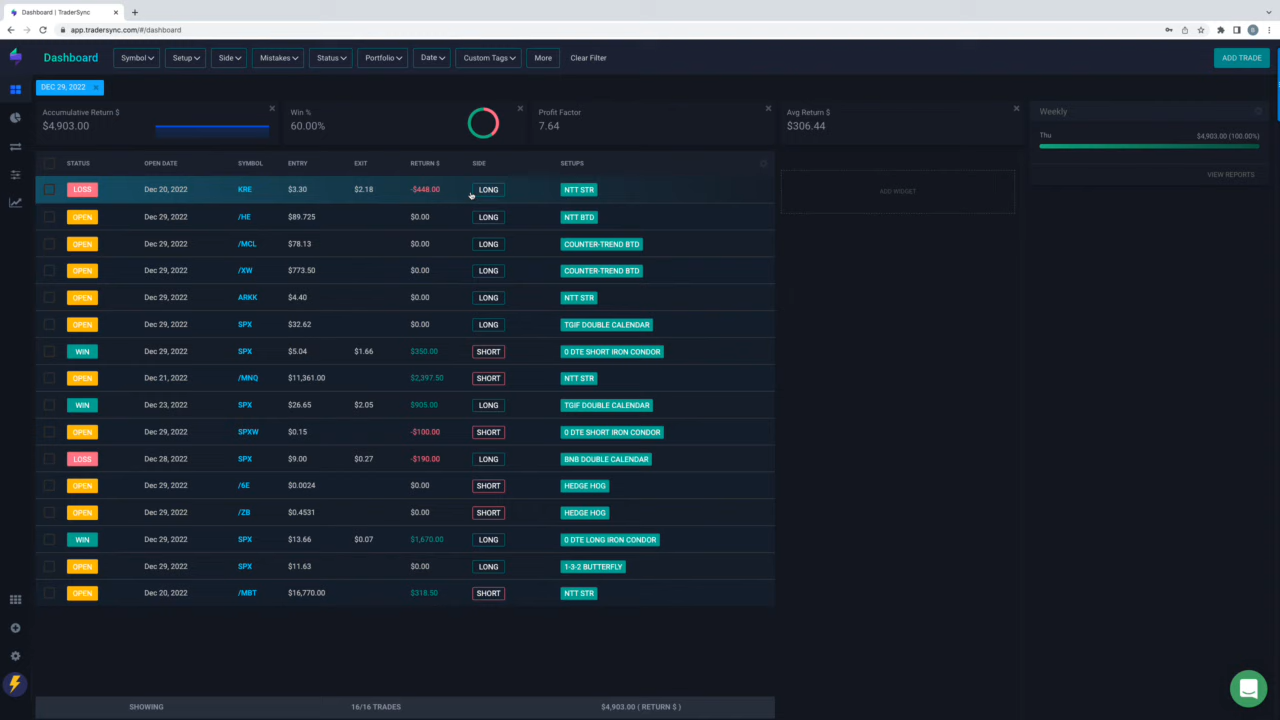 Dashboard | TraderSync
app.tradersync.com/#/dashboard
Dashboard Symbol Setup Side Mistakes Status Portfolio Date Custom Tags More Clear Filter ADD TRADE
DEC 29, 2022 ×
Accumulative Return $
$4,903.00
Win %
60.00%
Profit Factor
7.64
Avg Return $
$306.44
Weekly
Thu $4,903.00 (100.00%)
VIEW REPORTS
ADD WIDGET
STATUS OPEN DATE SYMBOL ENTRY EXIT RETURN $ SIDE SETUPS
LOSS Dec 20, 2022 KRE $3.30 $2.18 -$448.00 LONG NTT STR
OPEN Dec 29, 2022 /HE $89.725 $0.00 LONG NTT BTD
OPEN Dec 29, 2022 /MCL $78.13 $0.00 LONG COUNTER-TREND BTD
OPEN Dec 29, 2022 /XW $773.50 $0.00 LONG COUNTER-TREND BTD
OPEN Dec 29, 2022 ARKK $4.40 $0.00 LONG NTT STR
OPEN Dec 29, 2022 SPX $32.62 $0.00 LONG TGIF DOUBLE CALENDAR
WIN Dec 29, 2022 SPX $5.04 $1.66 $350.00 SHORT 0 DTE SHORT IRON CONDOR
OPEN Dec 21, 2022 /MNQ $11,361.00 $2,397.50 SHORT NTT STR
WIN Dec 23, 2022 SPX $26.65 $2.05 $905.00 LONG TGIF DOUBLE CALENDAR
OPEN Dec 29, 2022 SPXW $0.15 -$100.00 SHORT 0 DTE SHORT IRON CONDOR
LOSS Dec 28, 2022 SPX $9.00 $0.27 -$190.00 LONG BNB DOUBLE CALENDAR
OPEN Dec 29, 2022 /6E $0.0024 $0.00 SHORT HEDGE HOG
OPEN Dec 29, 2022 /ZB $0.4531 $0.00 SHORT HEDGE HOG
WIN Dec 29, 2022 SPX $13.66 $0.07 $1,670.00 LONG 0 DTE LONG IRON CONDOR
OPEN Dec 29, 2022 SPX $11.63 $0.00 LONG 1-3-2 BUTTERFLY
OPEN Dec 20, 2022 /MBT $16,770.00 $318.50 SHORT NTT STR
SHOWING 16/16 TRADES $4,903.00 ( RETURN $ )